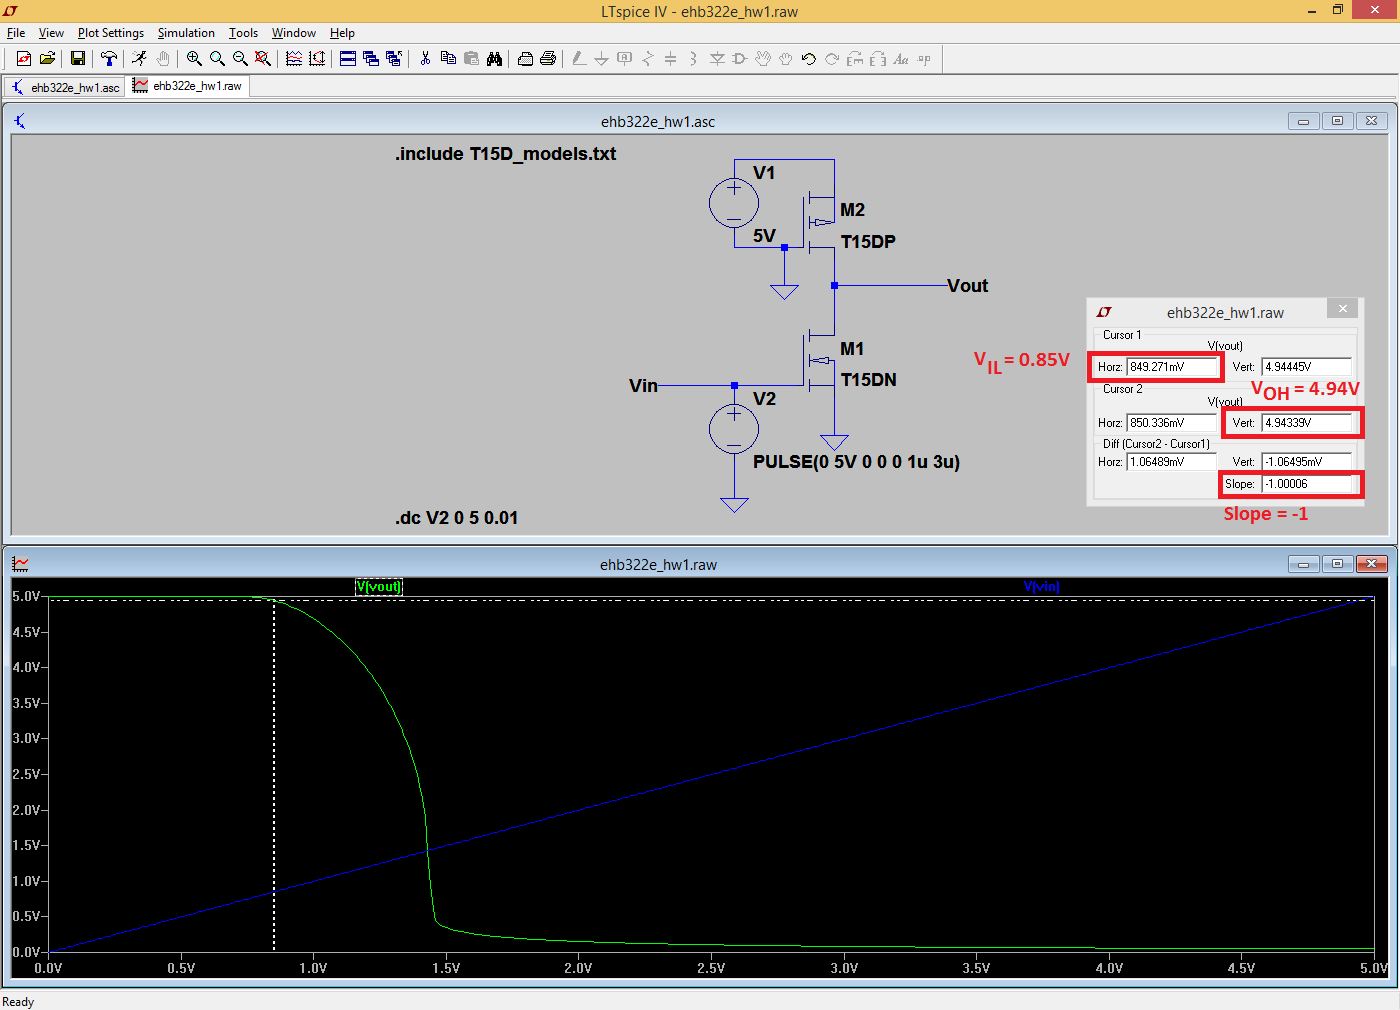 LTspice IV - ehb322e_hw1.raw
File View Plot Settings Simulation Tools Window Help
ehb322e_hw1.asc ehb322e_hw1.raw
ehb322e_hw1.asc
.include T15D_models.txt
V1
M2
5V
T15DP
Vout
M1
T15DN
Vin
V2
PULSE(0 5V 0 0 0 1u 3u)
.dc V2 0 5 0.01
ehb322e_hw1.raw
Cursor 1
V(vout)
VIL = 0.85V
Horz: 849.271mV Vert: 4.94445V
Cursor 2
VOH = 4.94V
V(vout)
Horz: 850.336mV Vert: 4.94339V
Diff (Cursor2 - Cursor1)
Horz: 1.06489mV Vert: -1.06495mV
Slope: -1.00006
Slope = -1
ehb322e_hw1.raw
V(vout) V(vin)
5.0V
4.5V
4.0V
3.5V
3.0V
2.5V
2.0V
1.5V
1.0V
0.5V
0.0V
0.0V 0.5V 1.0V 1.5V 2.0V 2.5V 3.0V 3.5V 4.0V 4.5V 5.0V
Ready